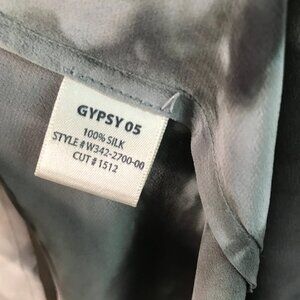 GYPSY 05
100% SILK
STYLE # W342-2700-00
CUT # 1512